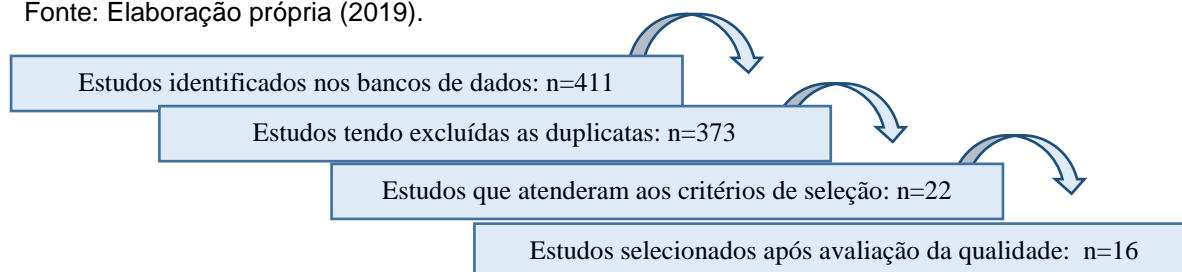 Fonte: Elaboração própria (2019).
Estudos identificados nos bancos de dados: n=411
Estudos tendo excluídas as duplicatas: n=373
Estudos que atenderam aos critérios de seleção: n=22
Estudos selecionados após avaliação da qualidade: n=16